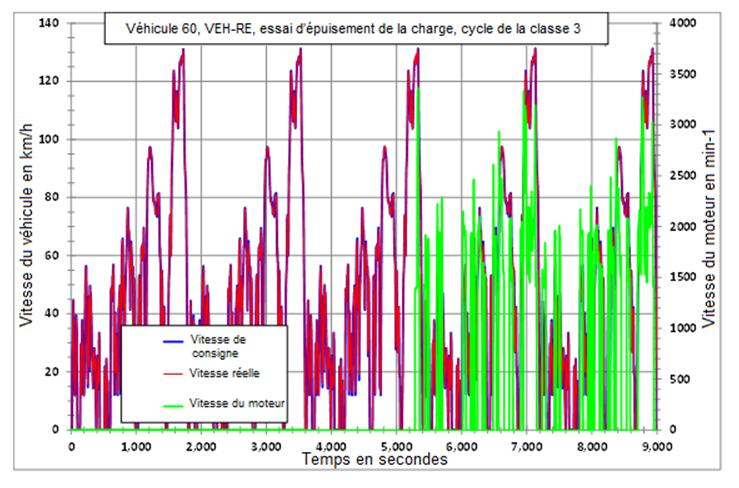 Véhicule 60, VEH-RE, essai d'épuisement de la charge, cycle de la classe 3
140
120
100
80
60
40
20
0
Vitesse du véhicule en km/h
4000
3500
3000
2500
2000
1500
1000
500
0
Vitesse du moteur en min-1
Vitesse de
consigne
Vitesse réelle
Vitesse du moteur
0 1,000 2,000 3,000 4,000 5,000 6,000 7,000 8,000 9,000
Temps en secondes